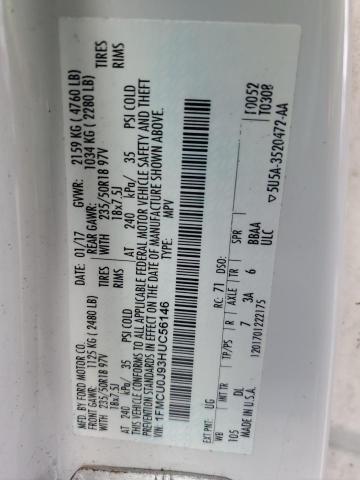 MFD. BY FORD MOTOR CO.
DATE: 01/17 GVWR: 2159 KG ( 4760 LB)
FRONT GAWR: 1125 KG (2480 LB) REAR GAWR: 1034 KG ( 2280 LB)
WITH 235/50R18 97V TIRES WITH 235/50R18 97V TIRES
18x7.5J RIMS 18x7.5J RIMS
AT 240 kPa/ 35 PSI COLD AT 240 kPa/ 35 PSI COLD
THIS VEHICLE CONFORMS TO ALL APPLICABLE FEDERAL MOTOR VEHICLE SAFETY AND THEFT
PREVENTION STANDARDS IN EFFECT ON THE DATE OF MANUFACTURE SHOWN ABOVE.
VIN: 1FMCU0J93HUC56146 TYPE: MPV
EXT PNT: UG RC: 71 DSO:
WB INT TR TP/PS R AXLE TR SPR
105 DL 7 3A 6 BBAA
MADE IN U.S.A. ULC
T0052
T0308
1201701222175
▽5U5A-3520472-AA